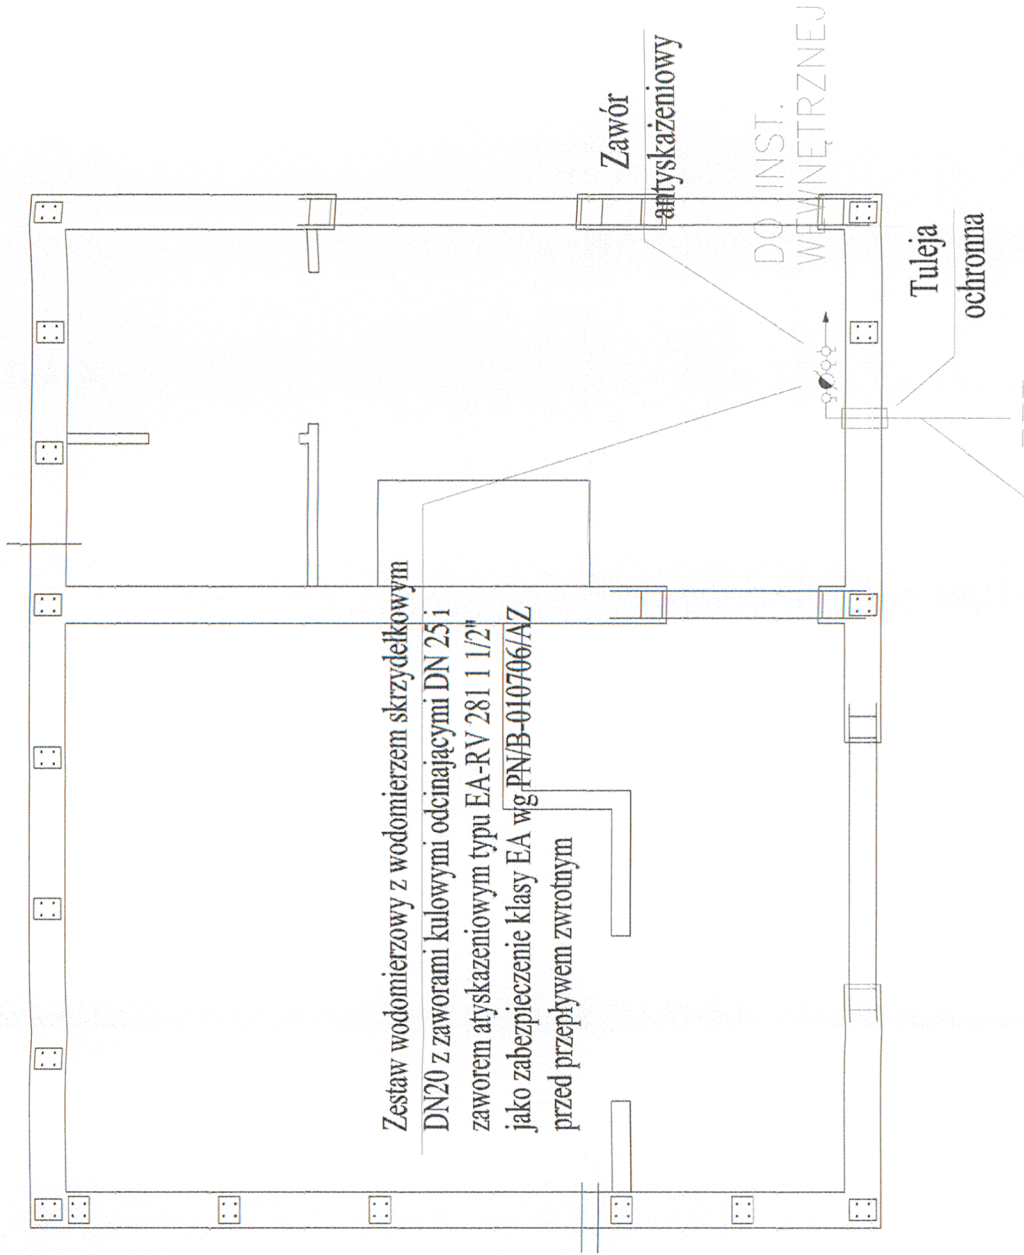 Zestaw wodomierzowy z wodomierzem skrzydełkowym
DN20 z zaworami kulowymi odcinającymi DN 25 i
zaworem atyskażeniowym typu EA-RV 281 1 1/2"
jako zabezpieczenie klasy EA wg PN/B-010706/AZ
przed przepływem zwrotnym
Zawór
antyskażeniowy
DO INST.
WEWNĘTRZNEJ
Tuleja
ochronna